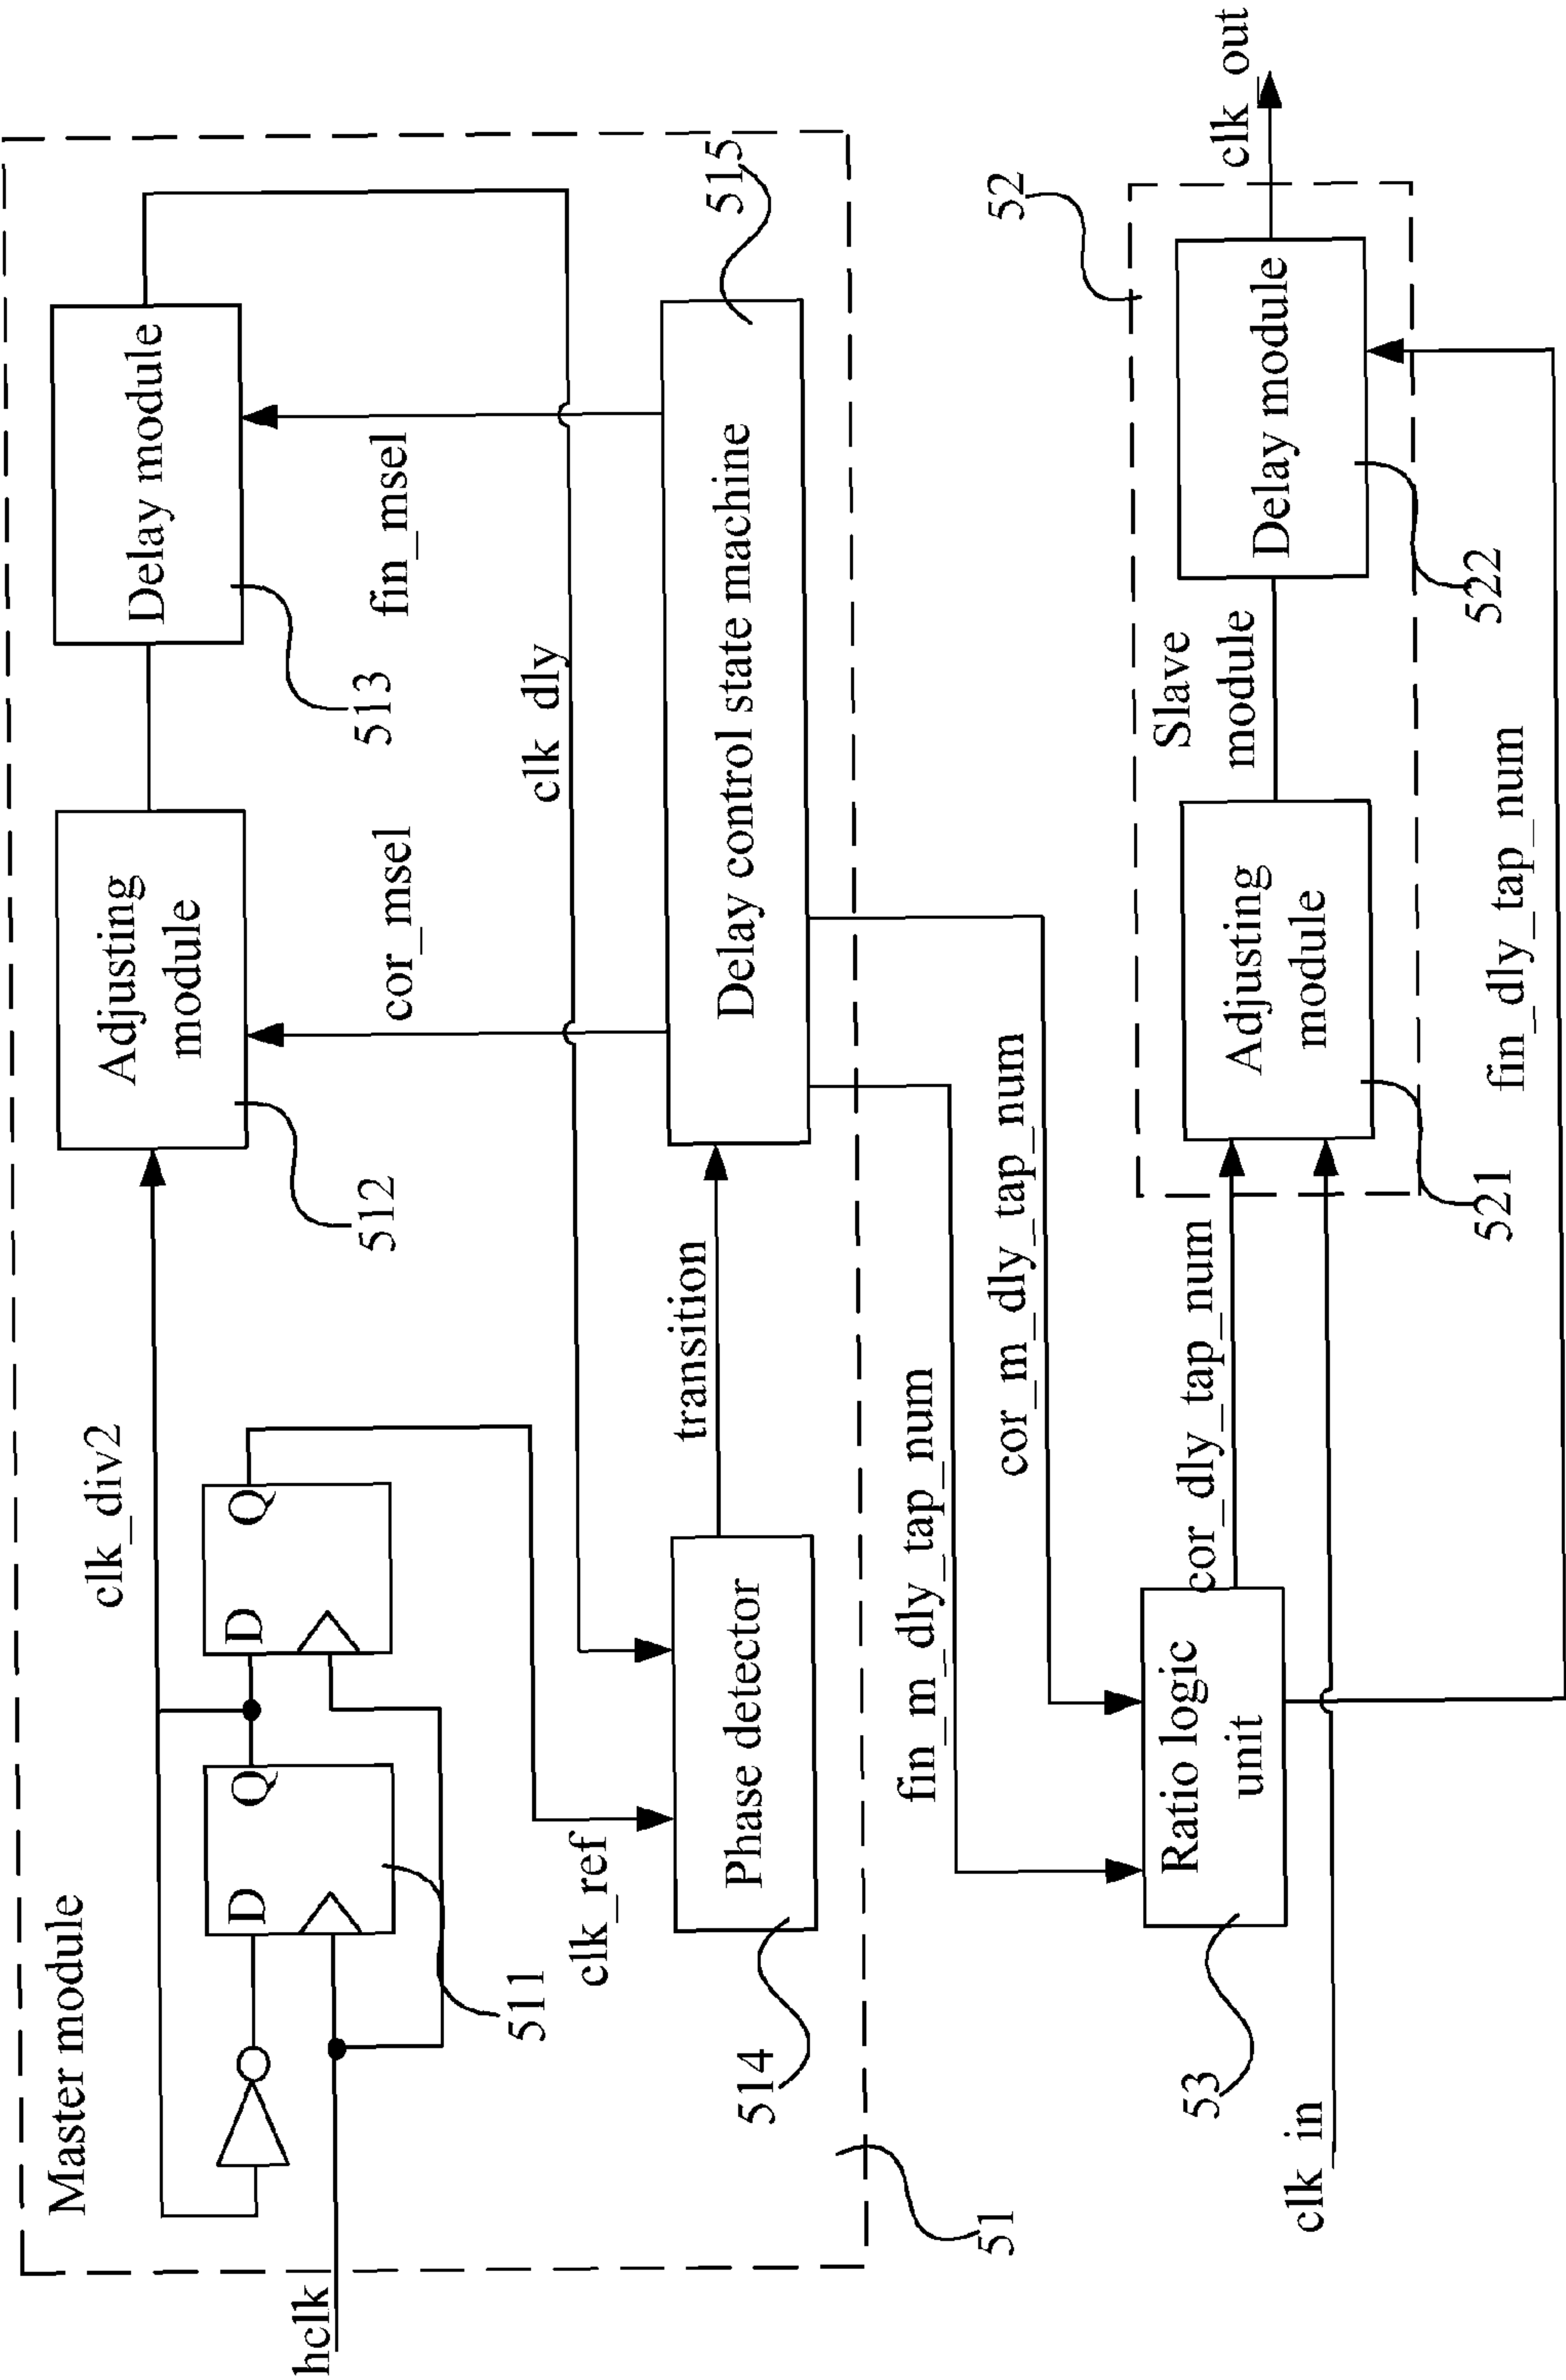 Master module
clk_div2
Adjusting
module
Delay module
D
Q
D
Q
hclk
511
512
cor_msel
513
fin_msel
clk_ref
clk_dly
Phase detector
transition
Delay control state machine
514
515
51
fin_m_dly_tap_num
cor_m_dly_tap_num
52
Ratio logic
unit
cor_dly_tap_num
Adjusting
module
Slave
module
Delay module
clk_out
53
clk_in
521
522
fin_dly_tap_num